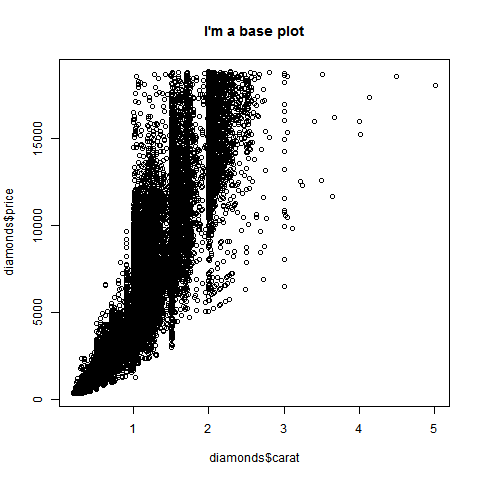 I'm a base plot
diamonds$price
15000
10000
5000
0
1 2 3 4 5
diamonds$carat